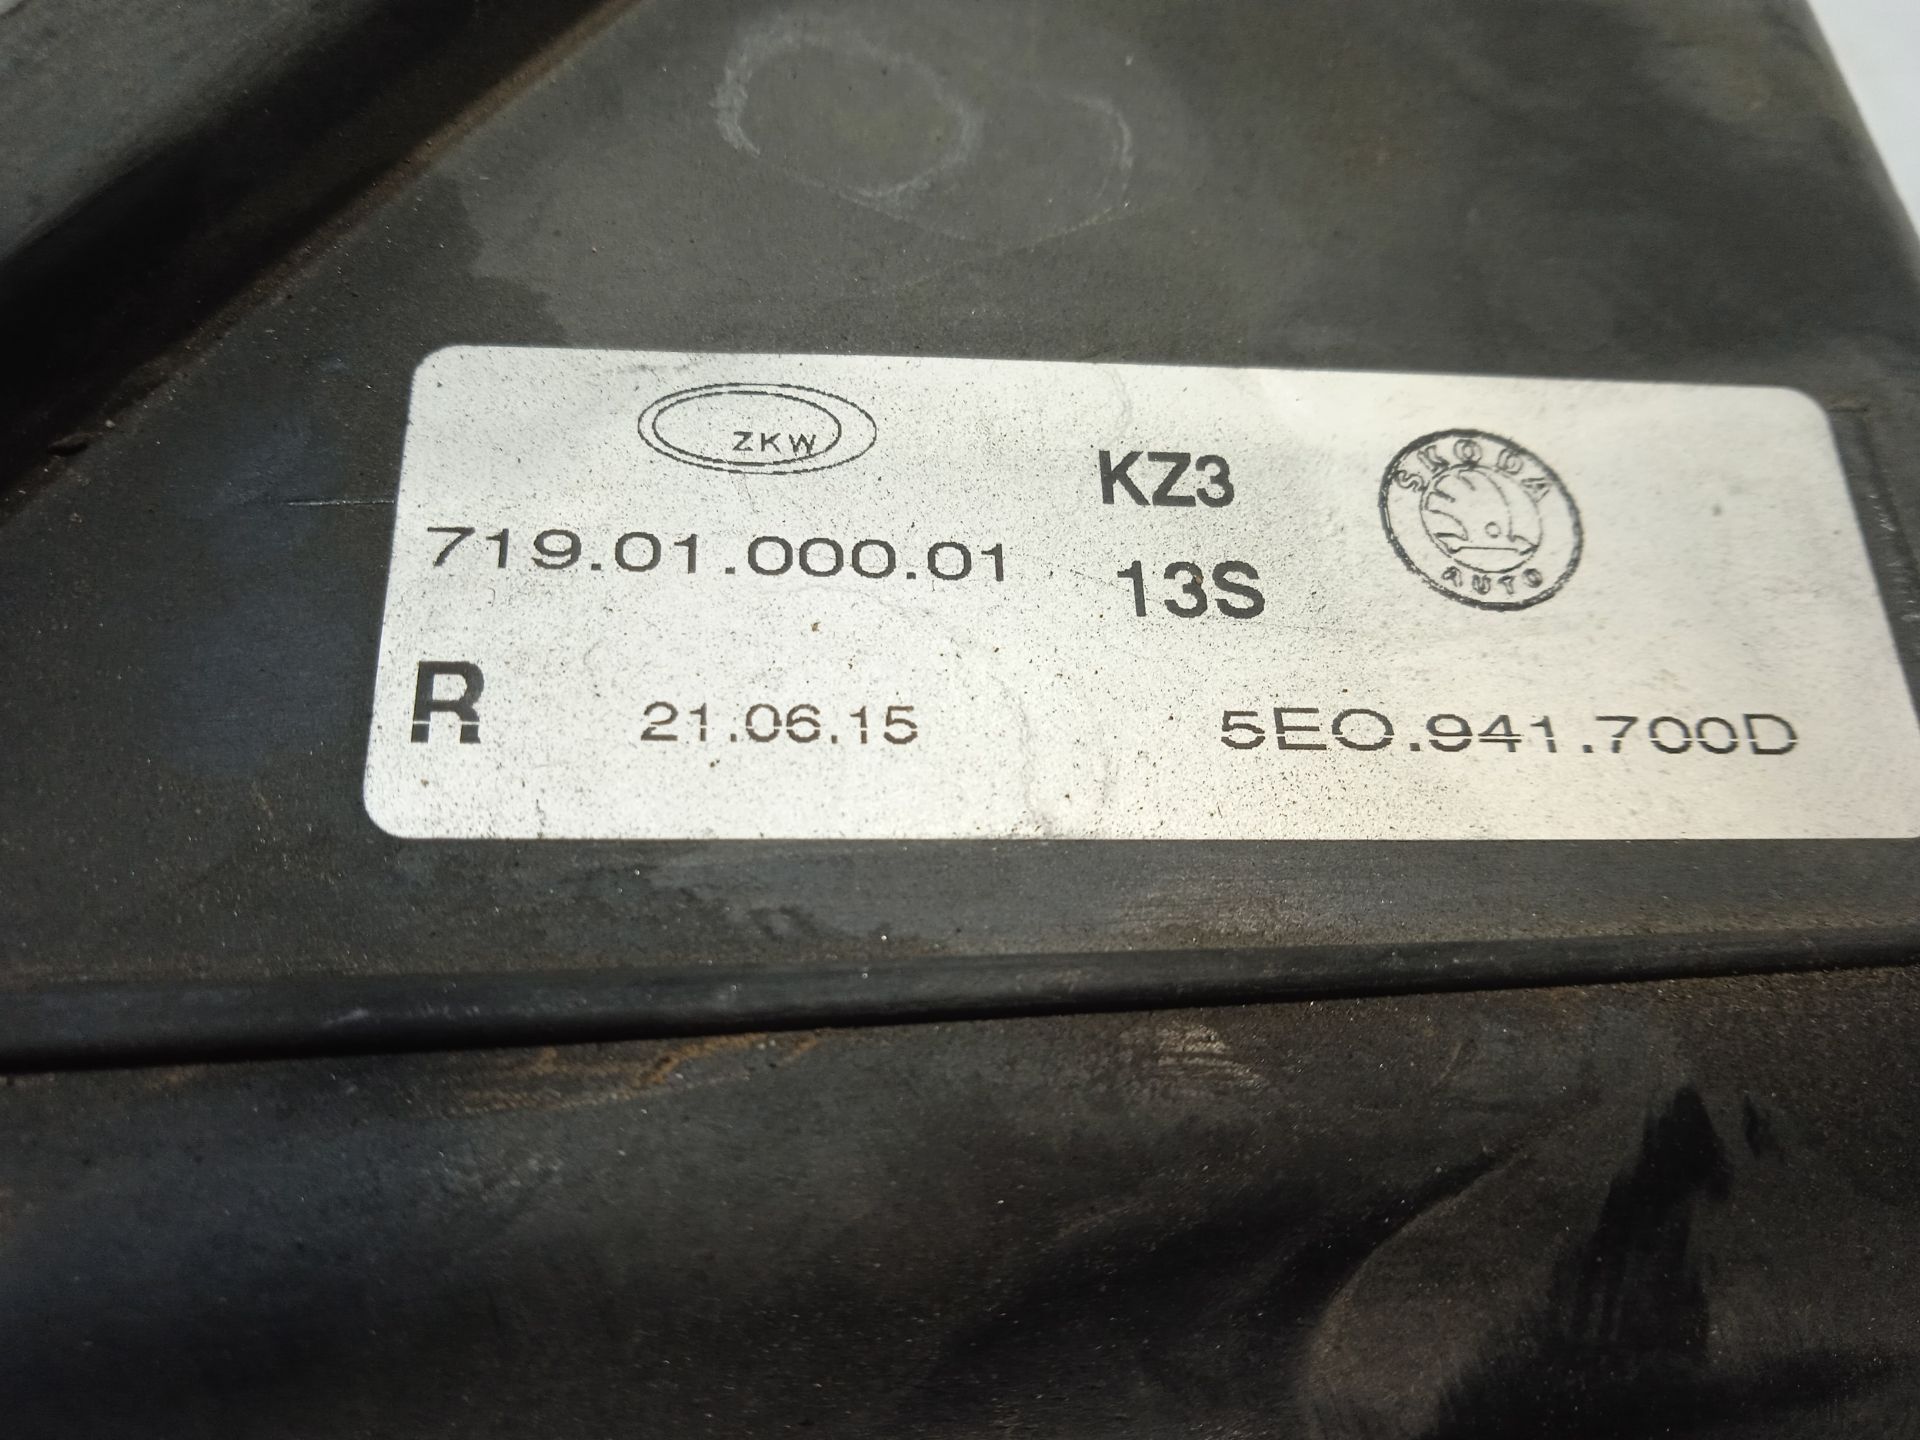 ZKW
KZ3
SKODA
AUTO
719.01.000.01
13S
R
21.06.15
5E0.941.700D